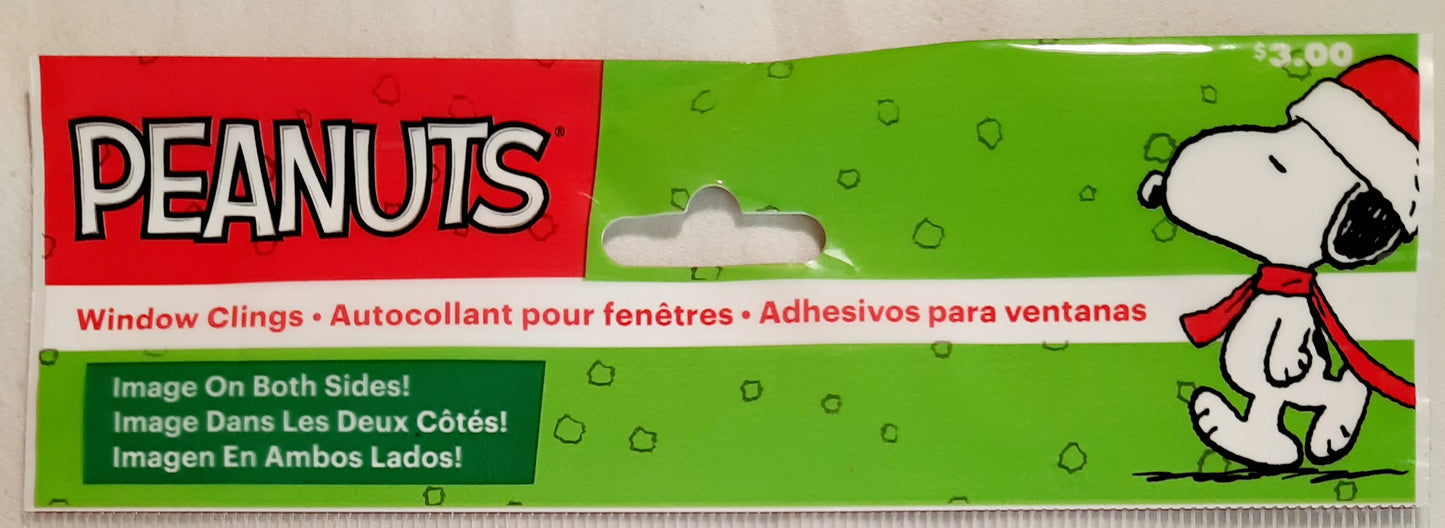 $3.00
PEANUTS®
Window Clings • Autocollant pour fenêtres • Adhesivos para ventanas
Image On Both Sides!
Image Dans Les Deux Côtés!
Imagen En Ambos Lados!